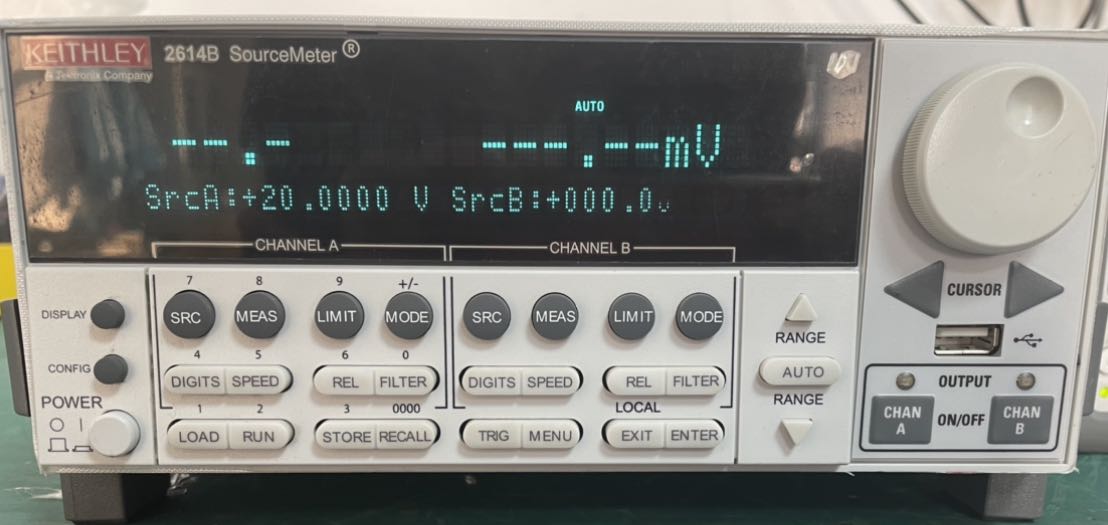 KEITHLEY 2614B SourceMeter®
A Tektronix Company
AUTO
--.- ---.--mV
SrcA:+20.0000 V SrcB:+000.0
CHANNEL A CHANNEL B
7 8 9 +/-
DISPLAY SRC MEAS LIMIT MODE SRC MEAS LIMIT MODE
CURSOR
RANGE
4 5 6 0
CONFIG DIGITS SPEED REL FILTER DIGITS SPEED REL FILTER AUTO
OUTPUT
POWER 1 2 3 0000 LOCAL RANGE
O I
LOAD RUN STORE RECALL TRIG MENU EXIT ENTER
CHAN A ON/OFF CHAN B